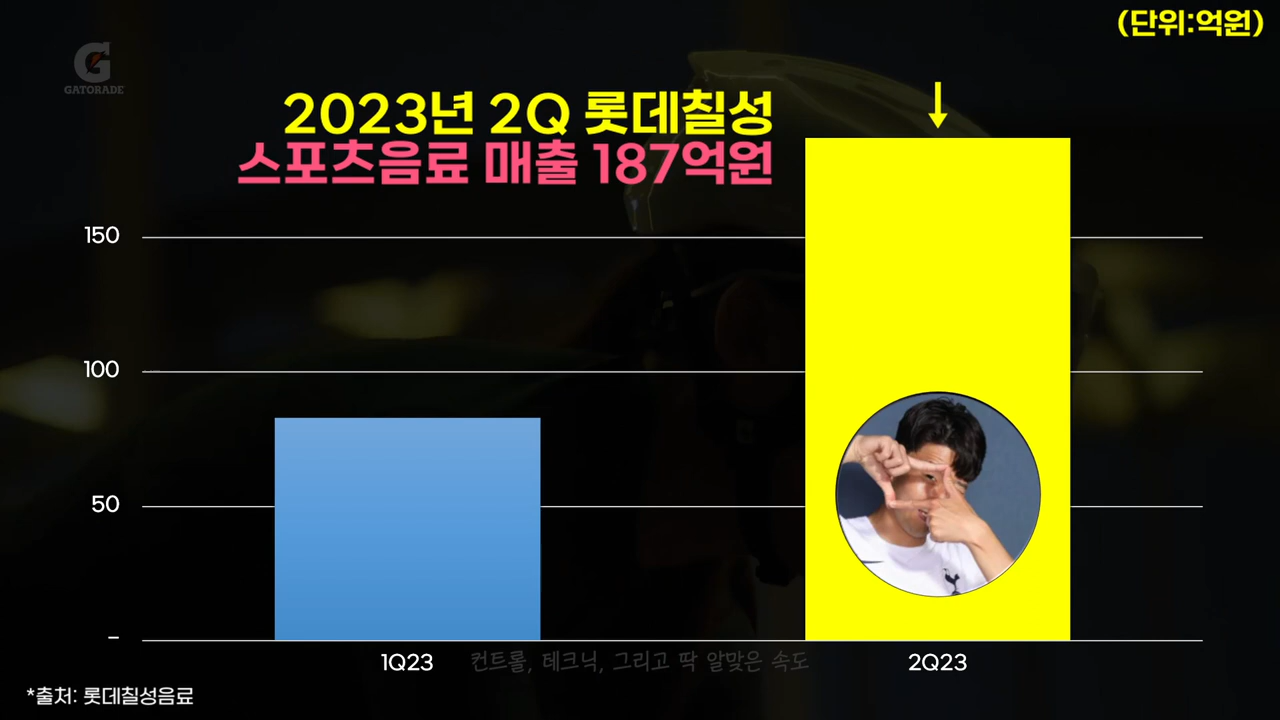 (단위:억원)
G
GATORADE
2023년 2Q 롯데칠성
스포츠음료 매출 187억원
150
100
50
–
1Q23
2Q23
컨트롤, 테크닉, 그리고 딱 알맞은 속도
*출처: 롯데칠성음료